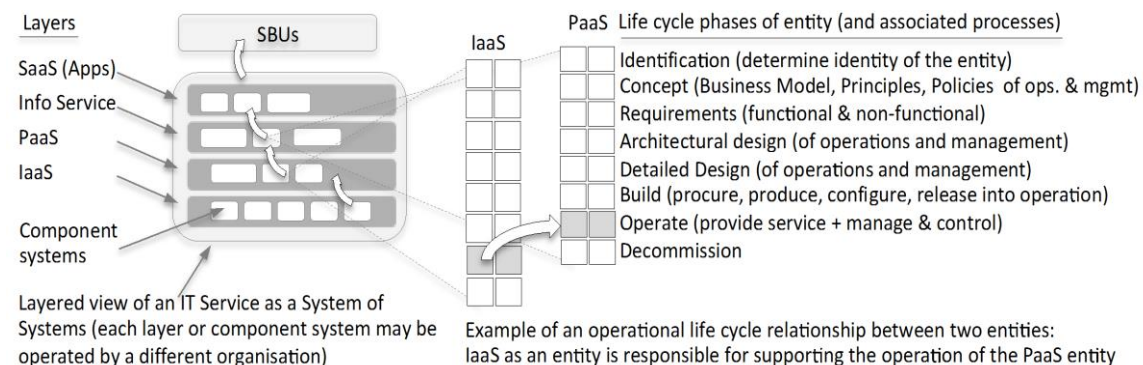 Layers
SBUs
SaaS (Apps)
Info Service
PaaS
IaaS
Component
systems
Layered view of an IT Service as a System of
Systems (each layer or component system may be
operated by a different organisation)
IaaS
PaaS
Life cycle phases of entity (and associated processes)
Identification (determine identity of the entity)
Concept (Business Model, Principles, Policies of ops. & mgmt)
Requirements (functional & non-functional)
Architectural design (of operations and management)
Detailed Design (of operations and management)
Build (procure, produce, configure, release into operation)
Operate (provide service + manage & control)
Decommission
Example of an operational life cycle relationship between two entities:
IaaS as an entity is responsible for supporting the operation of the PaaS entity